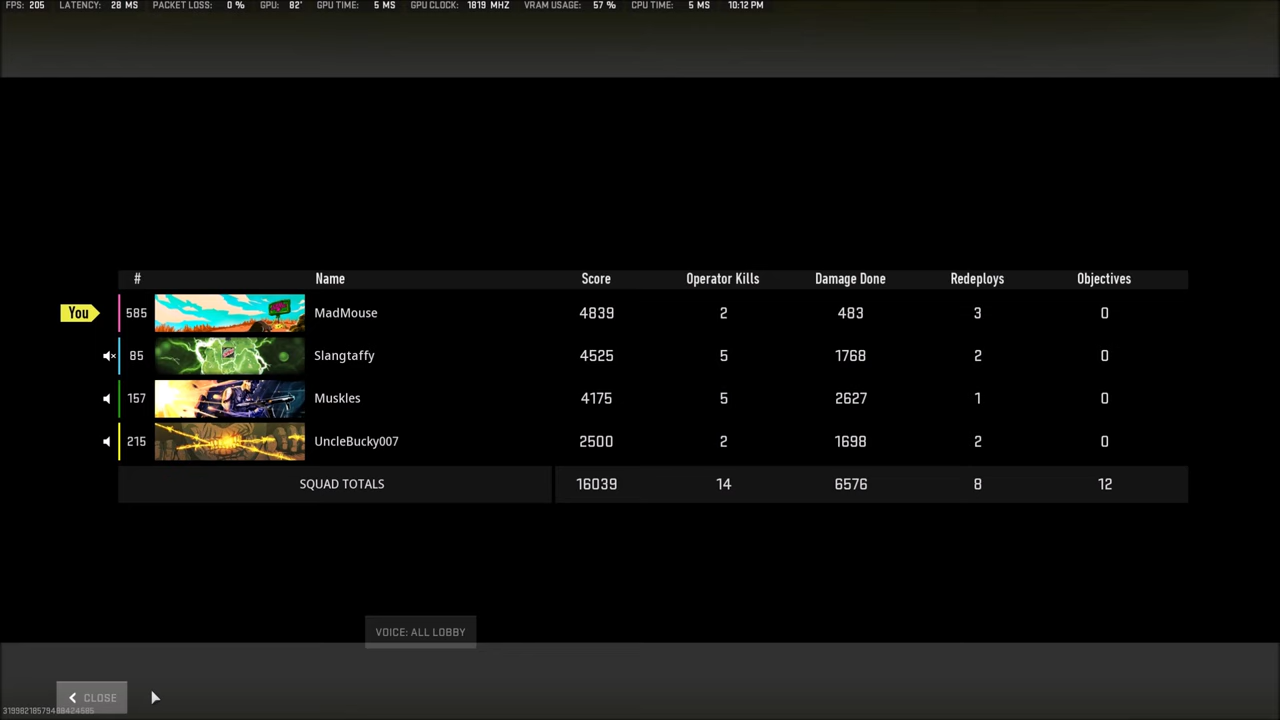 FPS: 205 LATENCY: 28 MS PACKET LOSS: 0 % GPU: 82° GPU TIME: 5 MS GPU CLOCK: 1819 MHZ VRAM USAGE: 57 % CPU TIME: 5 MS 10:12 PM
# Name Score Operator Kills Damage Done Redeploys Objectives
You 585 MadMouse 4839 2 483 3 0
85 Slangtaffy 4525 5 1768 2 0
157 Muskles 4175 5 2627 1 0
215 UncleBucky007 2500 2 1698 2 0
SQUAD TOTALS 16039 14 6576 8 12
VOICE: ALL LOBBY
CLOSE